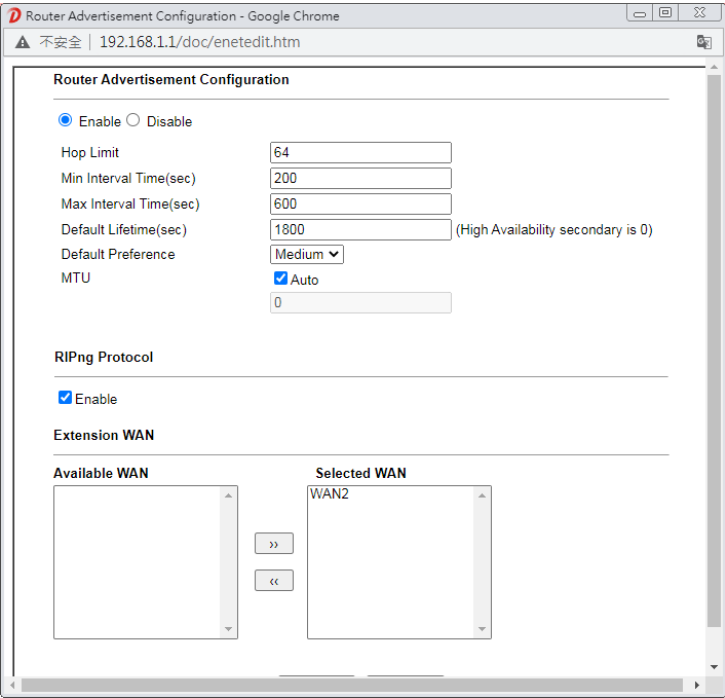 Router Advertisement Configuration - Google Chrome
不安全 | 192.168.1.1/doc/enetedit.htm
Router Advertisement Configuration
Enable Disable
Hop Limit 64
Min Interval Time(sec) 200
Max Interval Time(sec) 600
Default Lifetime(sec) 1800 (High Availability secondary is 0)
Default Preference Medium
MTU Auto
0
RIPng Protocol
Enable
Extension WAN
Available WAN Selected WAN
WAN2
>>
<<